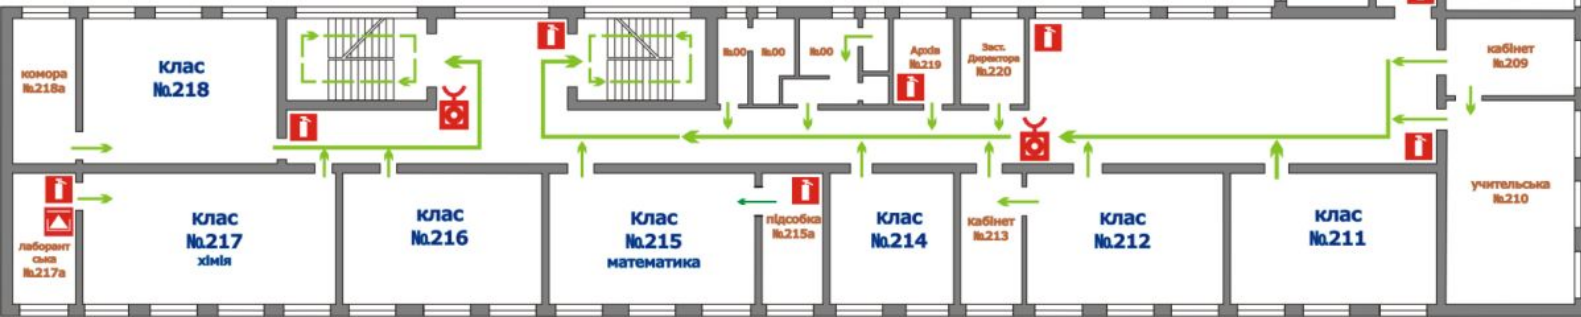 комора
№218а
клас
№218
№00
№00
№00
Архів
№219
Заст.
Директора
№220
кабінет
№209
лаборант
ська
№217а
клас
№217
хімія
клас
№216
клас
№215
математика
підсобка
№215а
клас
№214
кабінет
№213
клас
№212
клас
№211
учительська
№210